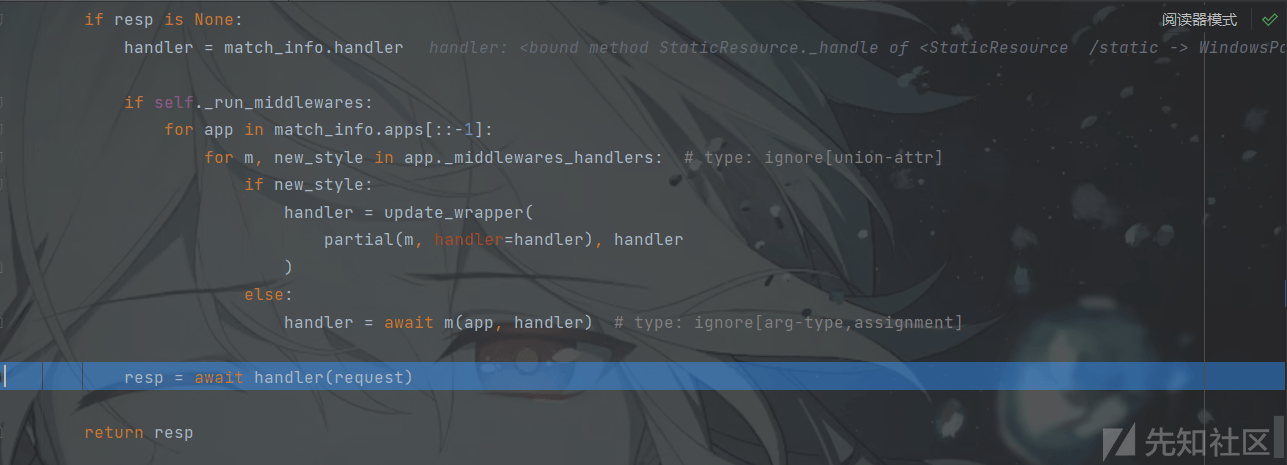 if resp is None:
阅读器模式
handler = match_info.handler handler: <bound method StaticResource._handle of <StaticResource /static -> WindowsPa
if self._run_middlewares:
for app in match_info.apps[::-1]:
for m, new_style in app._middlewares_handlers: # type: ignore[union-attr]
if new_style:
handler = update_wrapper(
partial(m, handler=handler), handler
)
else:
handler = await m(app, handler) # type: ignore[arg-type,assignment]
resp = await handler(request)
return resp
先知社区